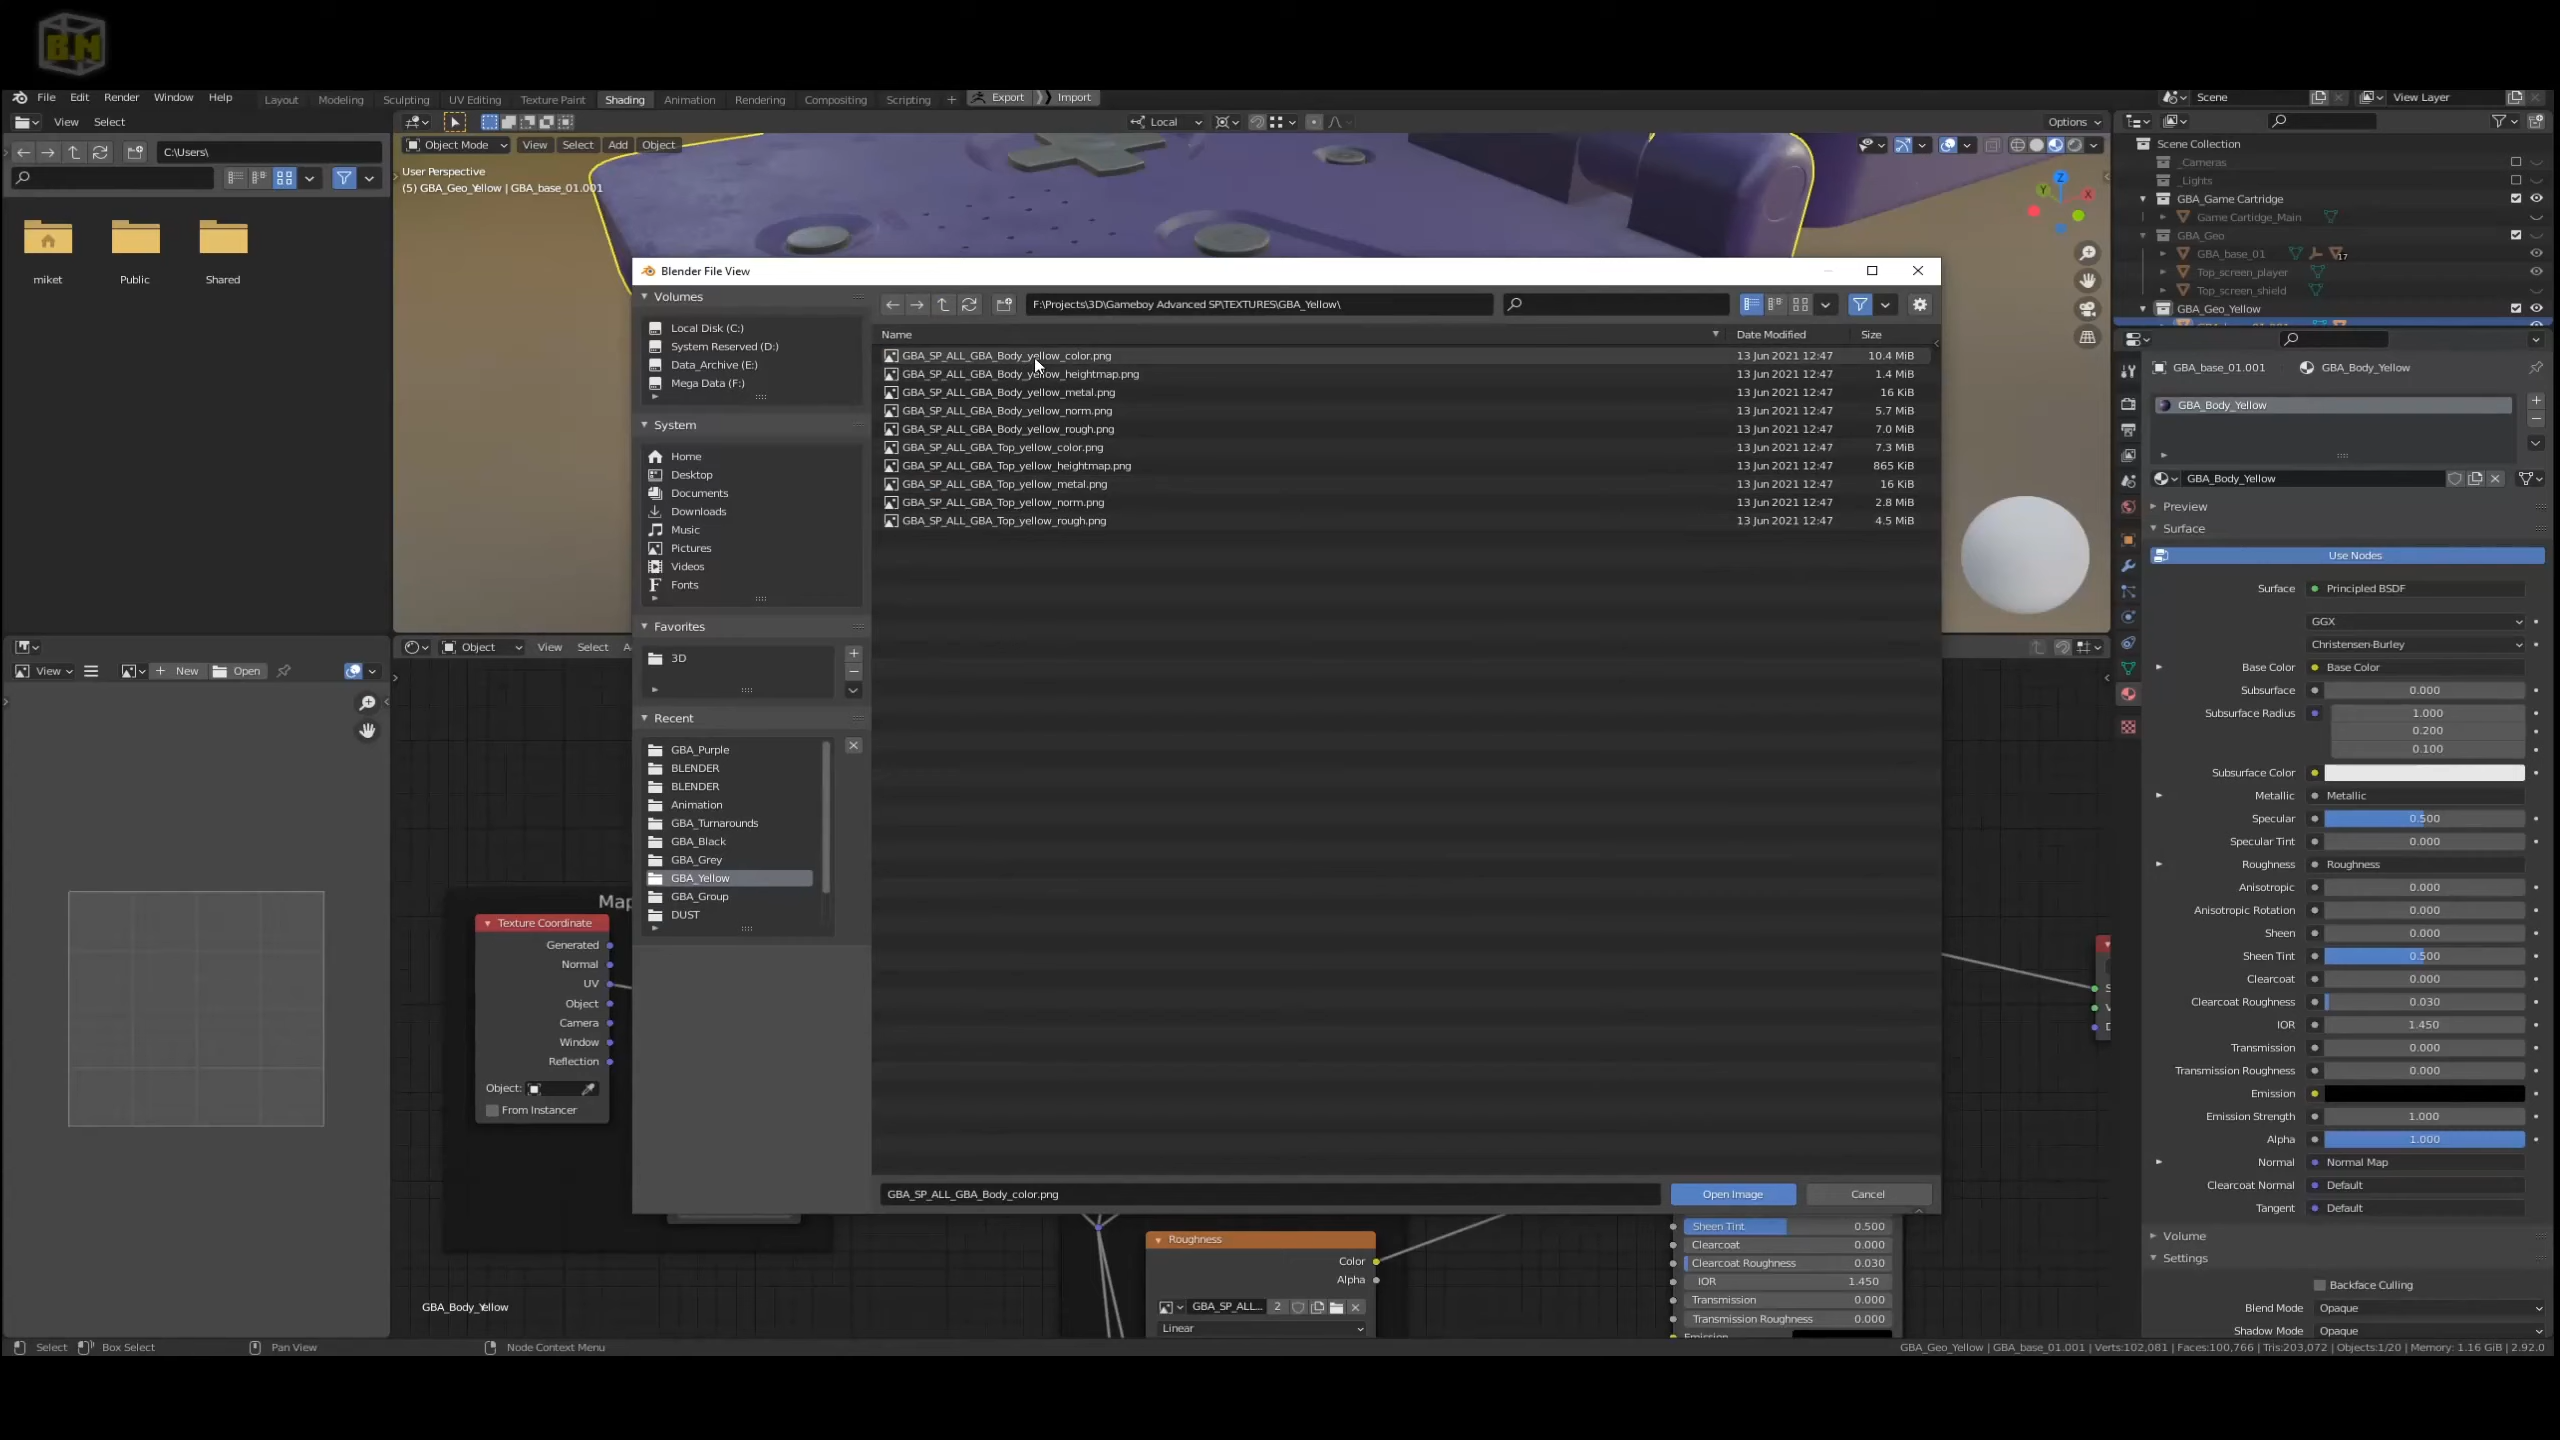 BN
File Edit Render Window Help Layout Modeling Sculpting UV Editing Texture Paint Shading Animation Rendering Compositing Scripting + Export Import Scene View Layer
View Select Local Options
C:\Users\
Object Mode View Select Add Object
User Perspective
(5) GBA_Geo_Yellow | GBA_base_01.001
miket Public Shared
Z
Y
X
Scene Collection
_Cameras
_Lights
GBA_Game Cartridge
Game Cartidge_Main
GBA_Geo
GBA_base_01 17
Top_screen_player
Top_screen_shield
GBA_Geo_Yellow
Blender File View
Volumes
Local Disk (C:)
System Reserved (D:)
Data_Archive (E:)
Mega Data (F:)
System
Home
Desktop
Documents
Downloads
Music
Pictures
Videos
Fonts
Favorites
3D
Recent
GBA_Purple
BLENDER
BLENDER
Animation
GBA_Turnarounds
GBA_Black
GBA_Grey
GBA_Yellow
GBA_Group
DUST
F:\Projects\3D\Gameboy Advanced SP\TEXTURES\GBA_Yellow\
Name Date Modified Size
GBA_SP_ALL_GBA_Body_yellow_color.png 13 Jun 2021 12:47 10.4 MiB
GBA_SP_ALL_GBA_Body_yellow_heightmap.png 13 Jun 2021 12:47 1.4 MiB
GBA_SP_ALL_GBA_Body_yellow_metal.png 13 Jun 2021 12:47 16 KiB
GBA_SP_ALL_GBA_Body_yellow_norm.png 13 Jun 2021 12:47 5.7 MiB
GBA_SP_ALL_GBA_Body_yellow_rough.png 13 Jun 2021 12:47 7.0 MiB
GBA_SP_ALL_GBA_Top_yellow_color.png 13 Jun 2021 12:47 7.3 MiB
GBA_SP_ALL_GBA_Top_yellow_heightmap.png 13 Jun 2021 12:47 865 KiB
GBA_SP_ALL_GBA_Top_yellow_metal.png 13 Jun 2021 12:47 16 KiB
GBA_SP_ALL_GBA_Top_yellow_norm.png 13 Jun 2021 12:47 2.8 MiB
GBA_SP_ALL_GBA_Top_yellow_rough.png 13 Jun 2021 12:47 4.5 MiB
GBA_SP_ALL_GBA_Body_color.png Open Image Cancel
View + New Open
Object View Select A
Map
Texture Coordinate
Generated
Normal
UV
Object
Camera
Window
Reflection
Object:
From Instancer
GBA_Body_Yellow
Roughness
Color
Alpha
GBA_SP_ALL... 2
Linear
Sheen Tint 0.500
Clearcoat 0.000
Clearcoat Roughness 0.030
IOR 1.450
Transmission 0.000
Transmission Roughness 0.000
Emission
GBA_base_01.001 GBA_Body_Yellow
GBA_Body_Yellow
GBA_Body_Yellow
Preview
Surface
Use Nodes
Surface Principled BSDF
GGX
Christensen-Burley
Base Color Base Color
Subsurface 0.000
Subsurface Radius 1.000
0.200
0.100
Subsurface Color
Metallic Metallic
Specular 0.500
Specular Tint 0.000
Roughness Roughness
Anisotropic 0.000
Anisotropic Rotation 0.000
Sheen 0.000
Sheen Tint 0.500
Clearcoat 0.000
Clearcoat Roughness 0.030
IOR 1.450
Transmission 0.000
Transmission Roughness 0.000
Emission
Emission Strength 1.000
Alpha 1.000
Normal Normal Map
Clearcoat Normal Default
Tangent Default
Volume
Settings
Backface Culling
Blend Mode Opaque
Shadow Mode Opaque
Select Box Select Pan View Node Context Menu GBA_Geo_Yellow | GBA_base_01.001 | Verts:102,081 | Faces:100,766 | Tris:203,072 | Objects:1/20 | Memory: 1.16 GiB | 2.92.0